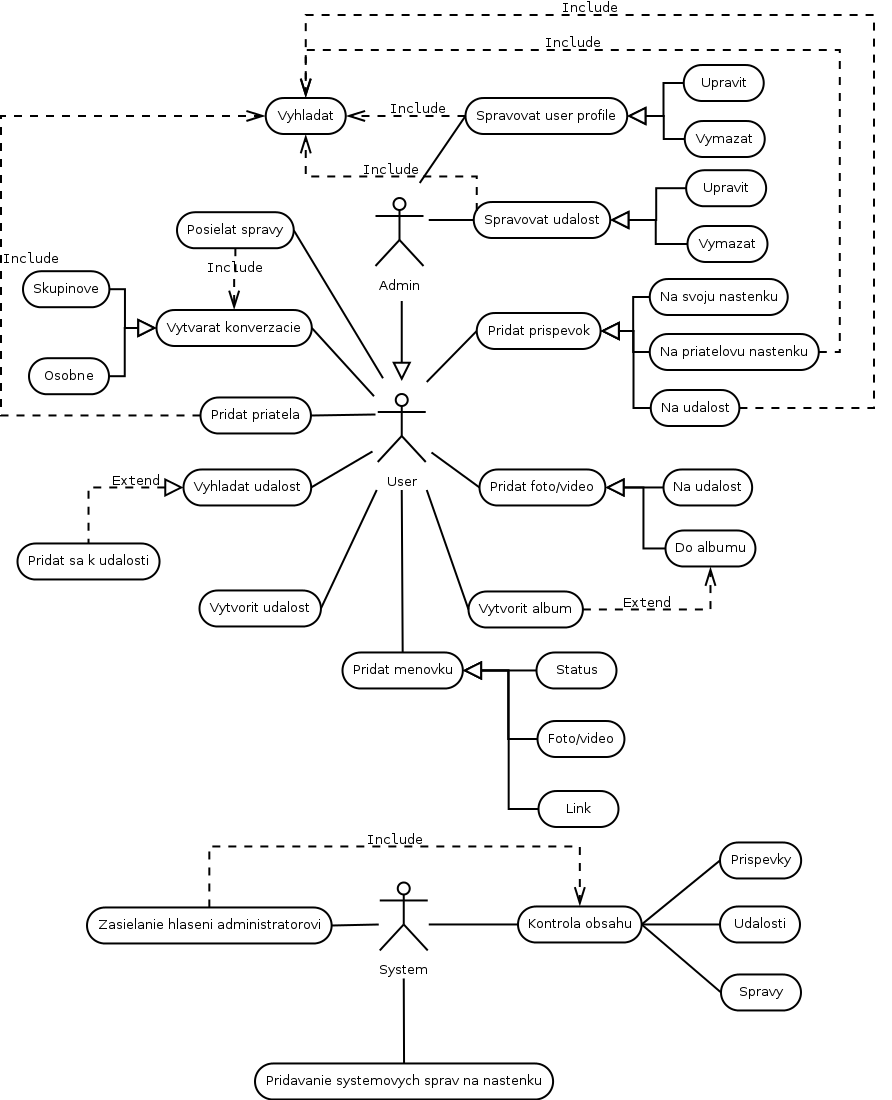 Include
Include
Upravit
Vyhladat
Include
Spravovat user profile
Vymazat
Include
Upravit
Spravovat udalost
Posielat spravy
Vymazat
Include
Include
Admin
Skupinove
Na svoju nastenku
Vytvarat konverzacie
Pridat prispevok
Na priatelovu nastenku
Osobne
Pridat priatela
Na udalost
User
Extend
Vyhladat udalost
Pridat foto/video
Na udalost
Pridat sa k udalosti
Do albumu
Vytvorit udalost
Vytvorit album
Extend
Pridat menovku
Status
Foto/video
Link
Include
Prispevky
Zasielanie hlaseni administratorovi
Kontrola obsahu
Udalosti
System
Spravy
Pridavanie systemovych sprav na nastenku